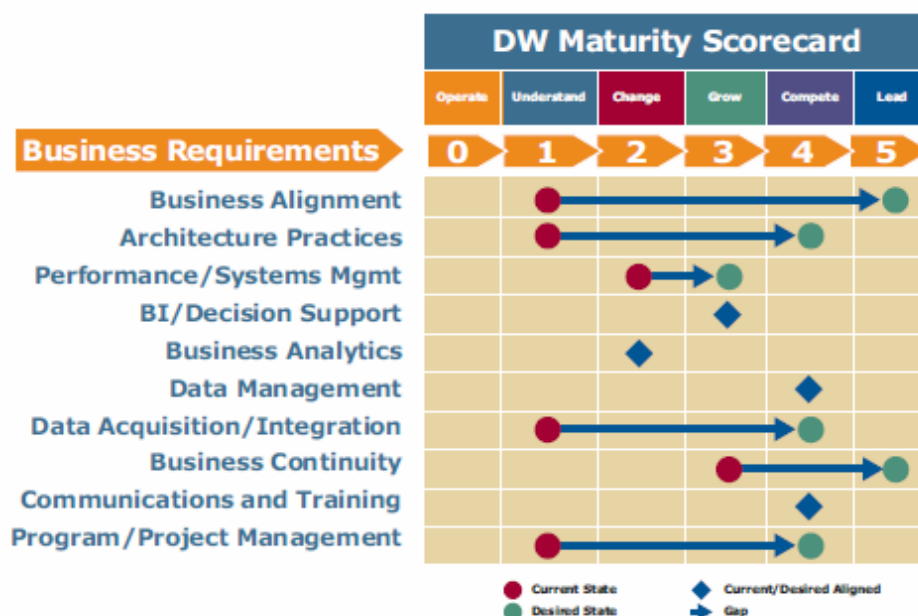 DW Maturity Scorecard
Operate Understand Change Grow Compete Lead
Business Requirements 0 1 2 3 4 5
Business Alignment
Architecture Practices
Performance/Systems Mgmt
BI/Decision Support
Business Analytics
Data Management
Data Acquisition/Integration
Business Continuity
Communications and Training
Program/Project Management
Current State Current/Desired Aligned
Desired State Gap